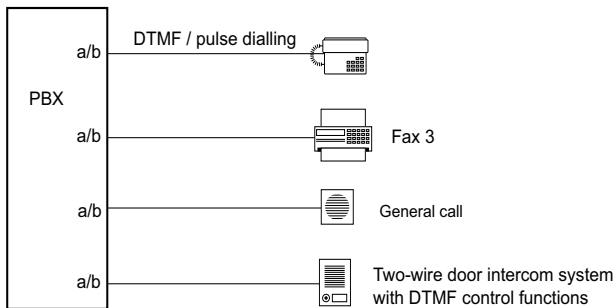 a/b
DTMF / pulse dialling
PBX
a/b
Fax 3
a/b
General call
a/b
Two-wire door intercom system
with DTMF control functions